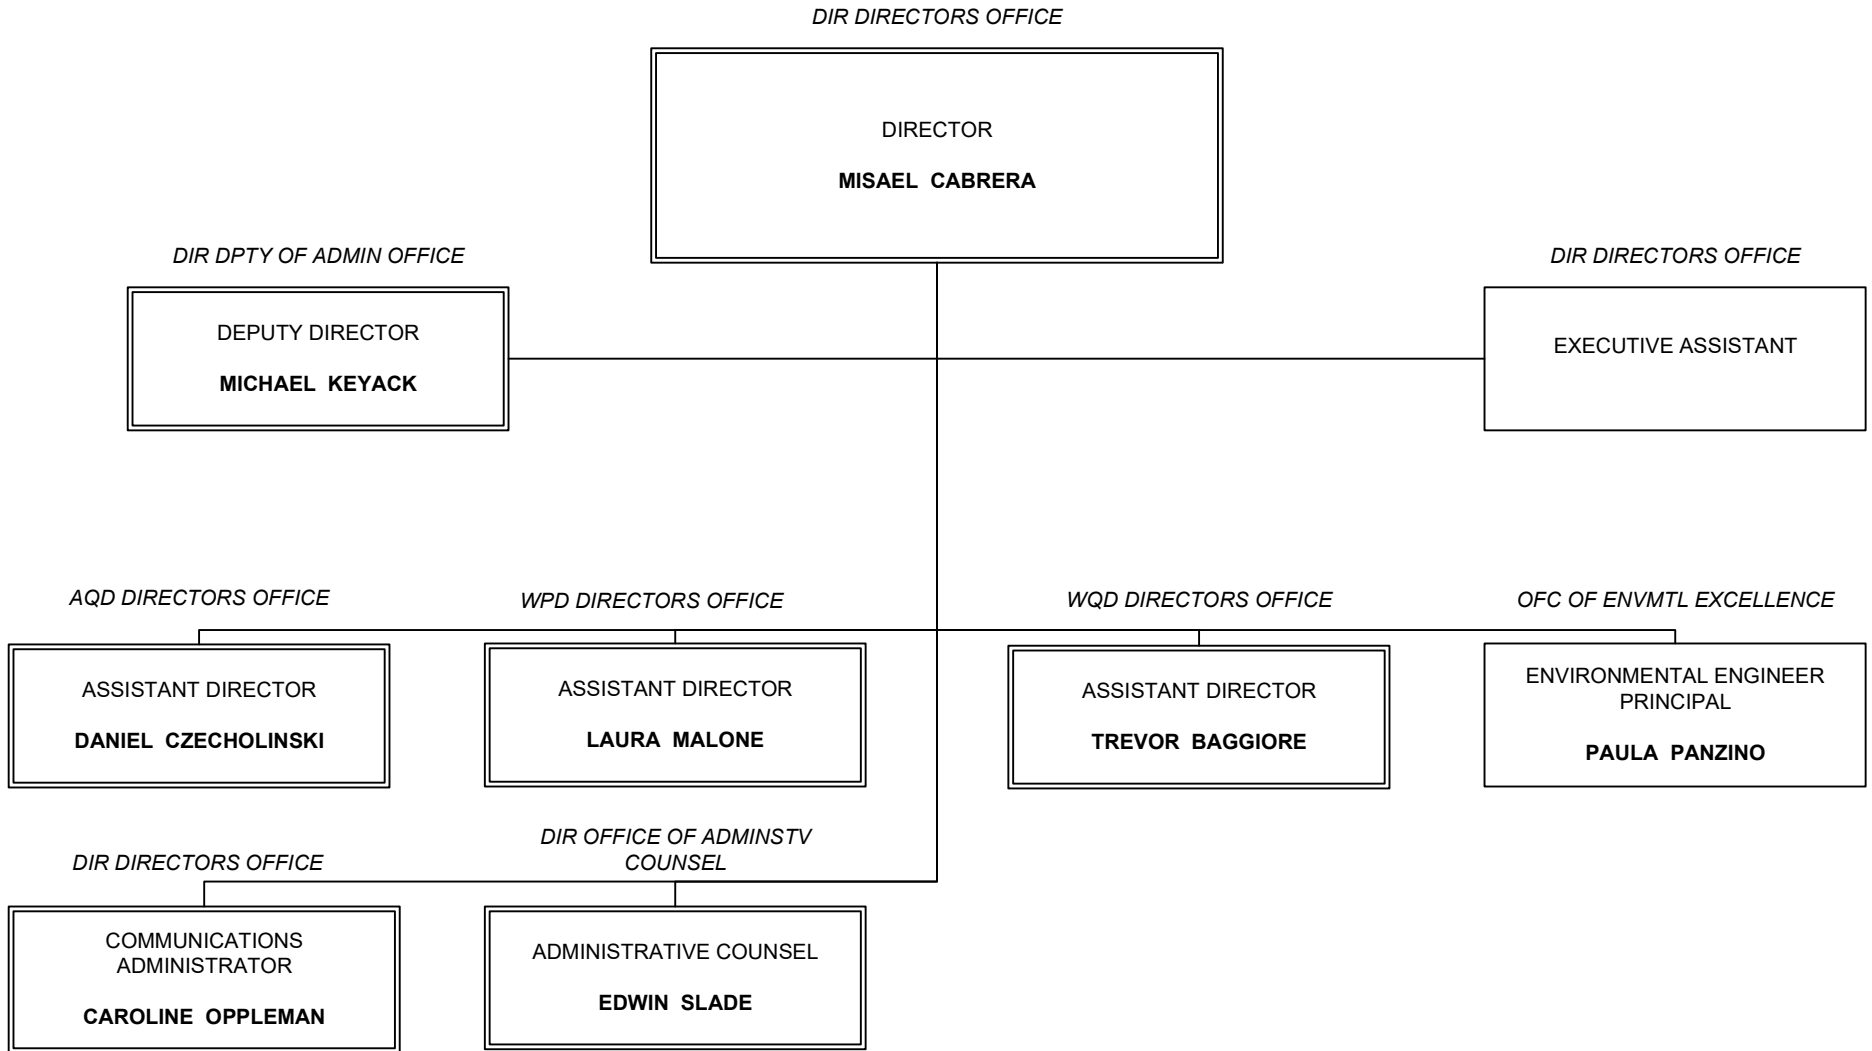 DIR DIRECTORS OFFICE
DIRECTOR
MISAEL CABRERA
DIR DPTY OF ADMIN OFFICE
DEPUTY DIRECTOR
MICHAEL KEYACK
DIR DIRECTORS OFFICE
EXECUTIVE ASSISTANT
AQD DIRECTORS OFFICE
ASSISTANT DIRECTOR
DANIEL CZECHOLINSKI
WPD DIRECTORS OFFICE
ASSISTANT DIRECTOR
LAURA MALONE
WQD DIRECTORS OFFICE
ASSISTANT DIRECTOR
TREVOR BAGGIORE
OFC OF ENVMTL EXCELLENCE
ENVIRONMENTAL ENGINEER
PRINCIPAL
PAULA PANZINO
DIR DIRECTORS OFFICE
COMMUNICATIONS
ADMINISTRATOR
CAROLINE OPPLEMAN
DIR OFFICE OF ADMINSTV
COUNSEL
ADMINISTRATIVE COUNSEL
EDWIN SLADE